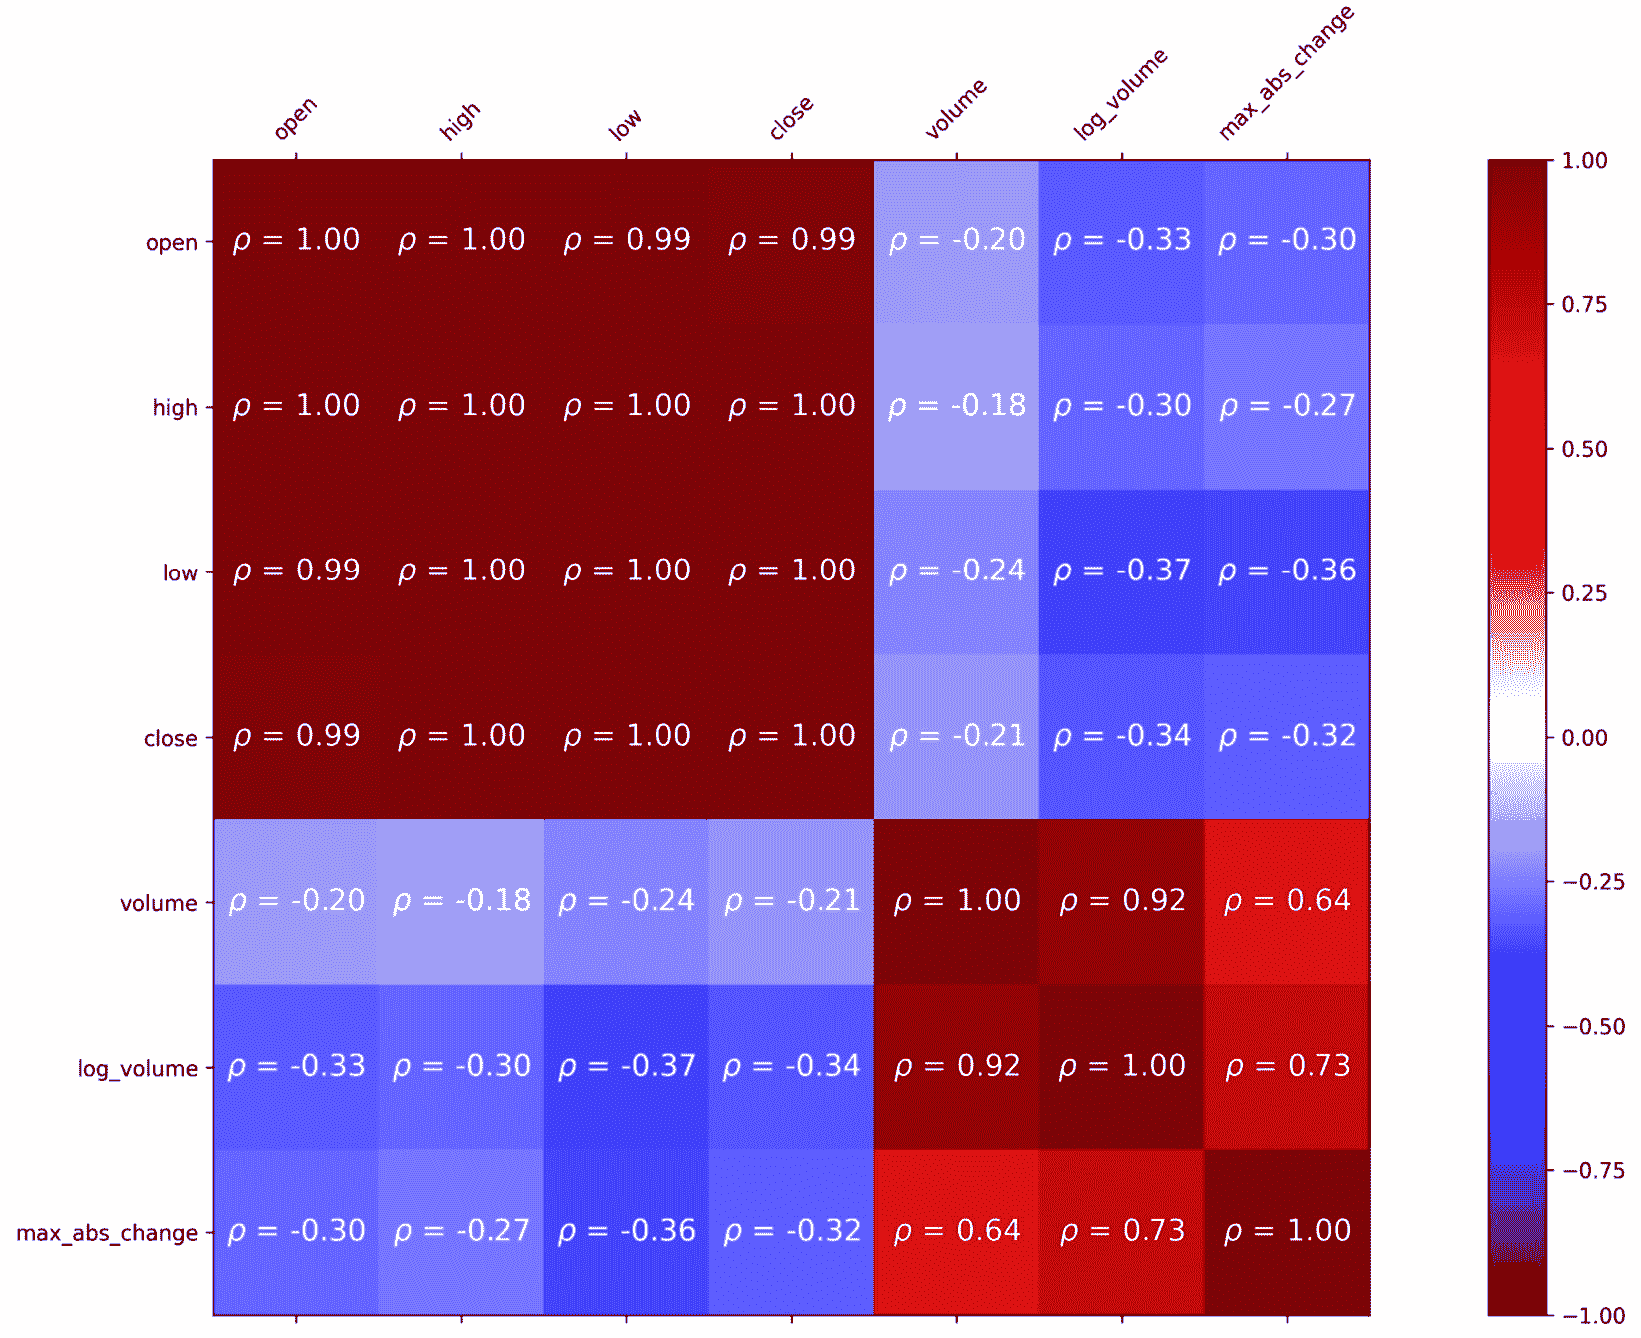 open high low close volume log_volume max_abs_change
open ρ = 1.00 ρ = 1.00 ρ = 0.99 ρ = 0.99 ρ = -0.20 ρ = -0.33 ρ = -0.30
high ρ = 1.00 ρ = 1.00 ρ = 1.00 ρ = 1.00 ρ = -0.18 ρ = -0.30 ρ = -0.27
low ρ = 0.99 ρ = 1.00 ρ = 1.00 ρ = 1.00 ρ = -0.24 ρ = -0.37 ρ = -0.36
close ρ = 0.99 ρ = 1.00 ρ = 1.00 ρ = 1.00 ρ = -0.21 ρ = -0.34 ρ = -0.32
volume ρ = -0.20 ρ = -0.18 ρ = -0.24 ρ = -0.21 ρ = 1.00 ρ = 0.92 ρ = 0.64
log_volume ρ = -0.33 ρ = -0.30 ρ = -0.37 ρ = -0.34 ρ = 0.92 ρ = 1.00 ρ = 0.73
max_abs_change ρ = -0.30 ρ = -0.27 ρ = -0.36 ρ = -0.32 ρ = 0.64 ρ = 0.73 ρ = 1.00
1.00
0.75
0.50
0.25
0.00
−0.25
−0.50
−0.75
−1.00